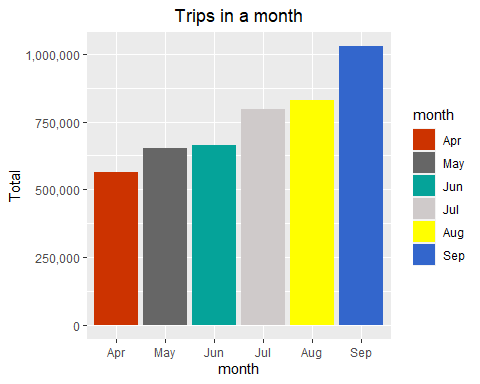 Trips in a month
1,000,000
750,000
500,000
250,000
0
Total
Apr May Jun Jul Aug Sep
month
month
Apr
May
Jun
Jul
Aug
Sep